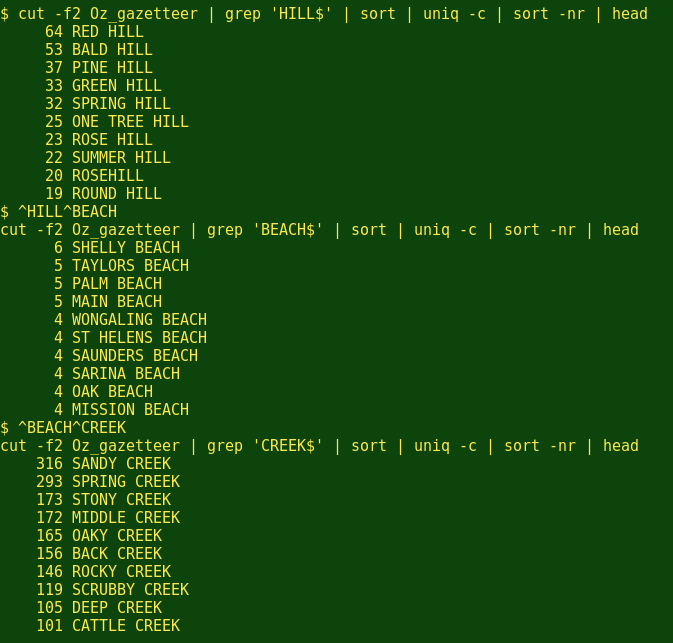 $ cut -f2 Oz_gazetteer | grep 'HILL$' | sort | uniq -c | sort -nr | head
     64 RED HILL
     53 BALD HILL
     37 PINE HILL
     33 GREEN HILL
     32 SPRING HILL
     25 ONE TREE HILL
     23 ROSE HILL
     22 SUMMER HILL
     20 ROSEHILL
     19 ROUND HILL
$ ^HILL^BEACH
cut -f2 Oz_gazetteer | grep 'BEACH$' | sort | uniq -c | sort -nr | head
      6 SHELLY BEACH
      5 TAYLORS BEACH
      5 PALM BEACH
      5 MAIN BEACH
      4 WONGALING BEACH
      4 ST HELENS BEACH
      4 SAUNDERS BEACH
      4 SARINA BEACH
      4 OAK BEACH
      4 MISSION BEACH
$ ^BEACH^CREEK
cut -f2 Oz_gazetteer | grep 'CREEK$' | sort | uniq -c | sort -nr | head
    316 SANDY CREEK
    293 SPRING CREEK
    173 STONY CREEK
    172 MIDDLE CREEK
    165 OAKY CREEK
    156 BACK CREEK
    146 ROCKY CREEK
    119 SCRUBBY CREEK
    105 DEEP CREEK
    101 CATTLE CREEK